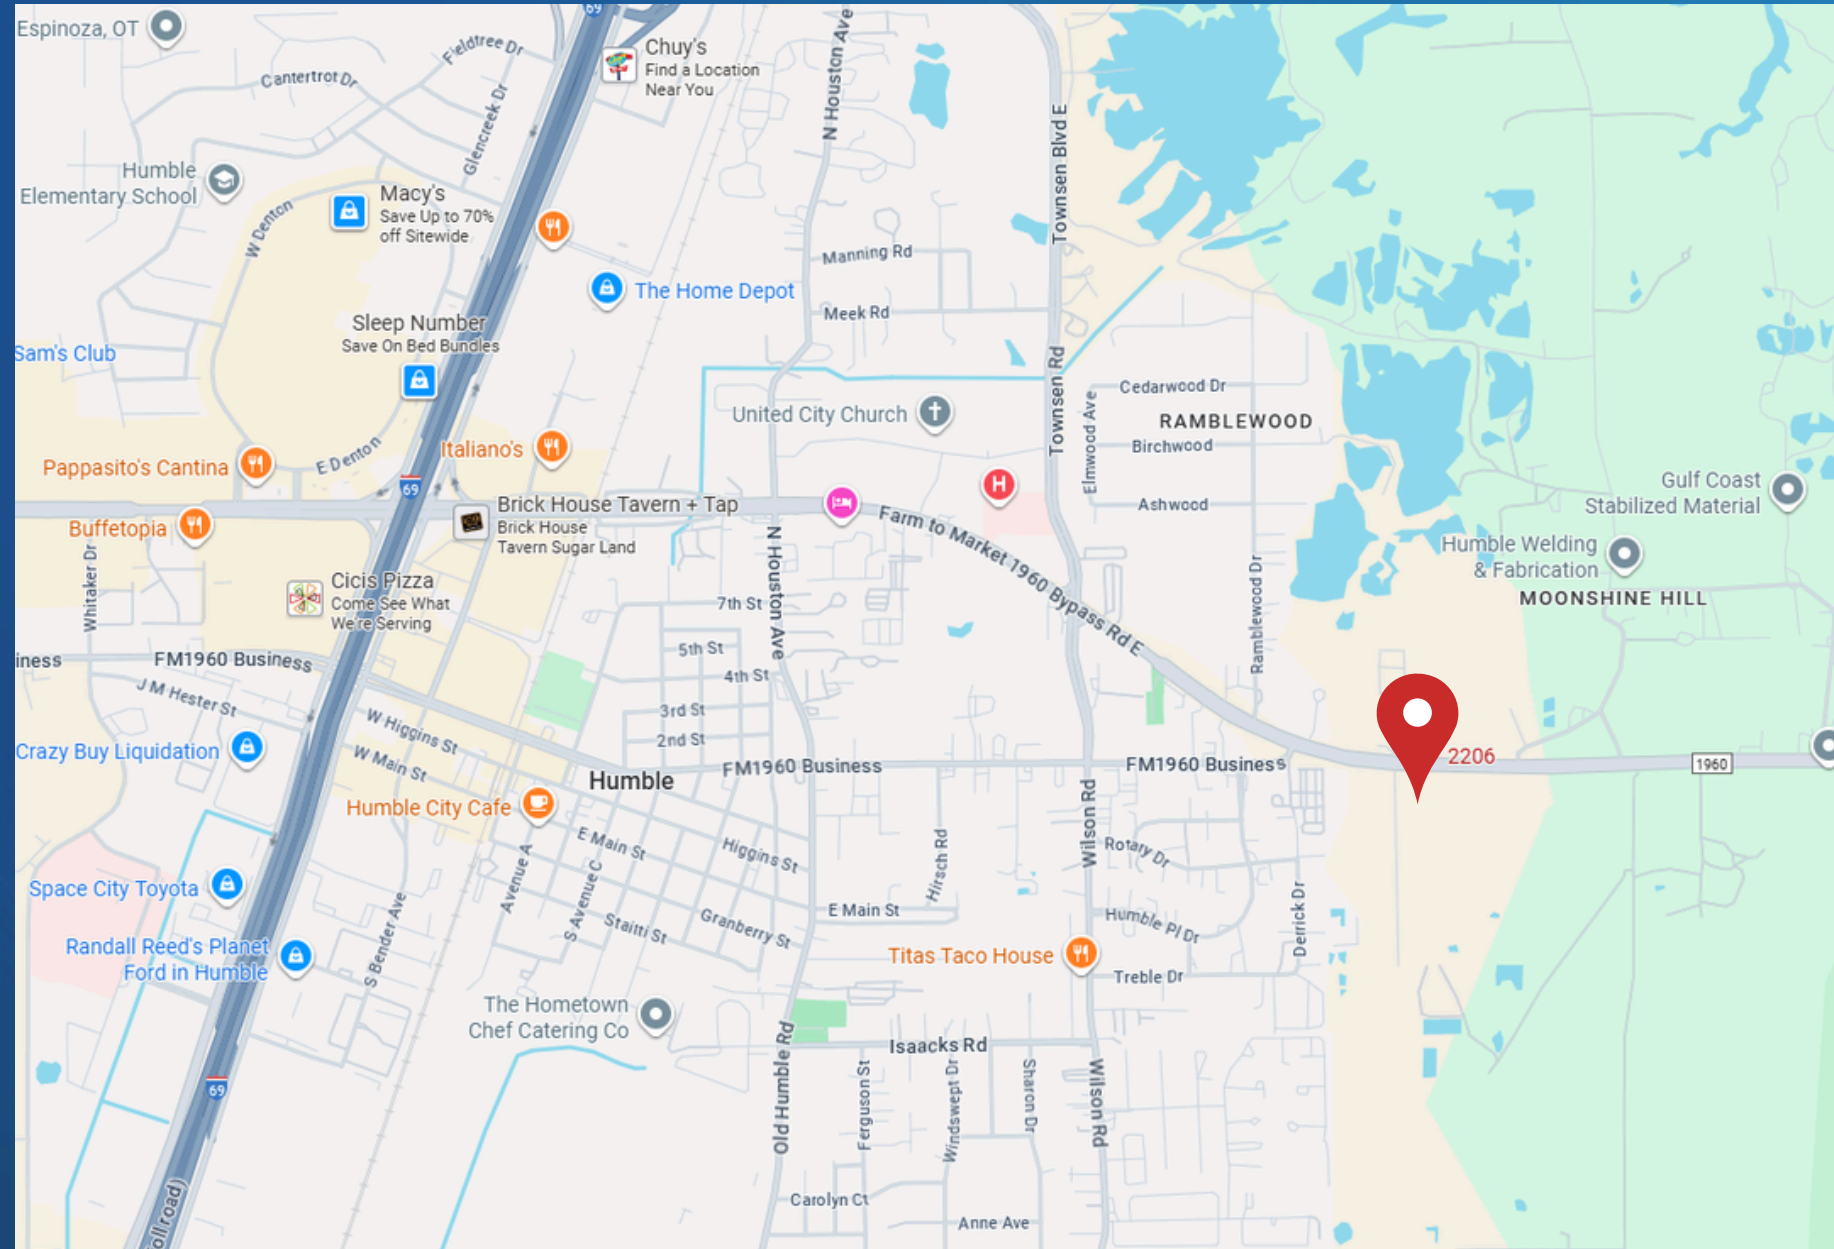 69
Espinoza, OT
Fieldtree Dr
Chuy's
Find a Location
Near You
N Houston Ave
Cantertrot Dr
Glencreek Dr
Townsen Blvd E
Humble
Elementary School
Macy's
Save Up to 70%
off Sitewide
W Denton
Manning Rd
The Home Depot
Meek Rd
Sleep Number
Save On Bed Bundles
Sam's Club
Townsen Rd
Cedarwood Dr
United City Church
RAMBLEWOOD
Elmwood Ave
Birchwood
Italiano's
E Denton
Pappasito's Cantina
69
H
Gulf Coast
Stabilized Material
Brick House Tavern + Tap
Brick House
Tavern Sugar Land
Ashwood
Farm to Market 1960 Bypass Rd E
Buffetopia
N Houston Ave
Humble Welding
& Fabrication
MOONSHINE HILL
Whitaker Dr
Cicis Pizza
Come See What
We're Serving
7th St
Ramblewood Dr
5th St
iness
FM1960 Business
4th St
J M Hester St
3rd St
W Higgins St
2nd St
Crazy Buy Liquidation
2206
W Main St
Humble
FM1960 Business
FM1960 Business
1960
Humble City Cafe
Wilson Rd
E Main St
Higgins St
Hirsch Rd
Rotary Dr
Avenue A
S Avenue C
Space City Toyota
E Main St
Granberry St
Staitti St
Humble Pl Dr
Derrick Dr
S Bender Ave
Randall Reed's Planet
Ford in Humble
Titas Taco House
Treble Dr
The Hometown
Chef Catering Co
Old Humble Rd
Isaacks Rd
69
Ferguson St
Windswept Dr
Sharon Dr
Wilson Rd
Carolyn Ct
Anne Ave
oll road)